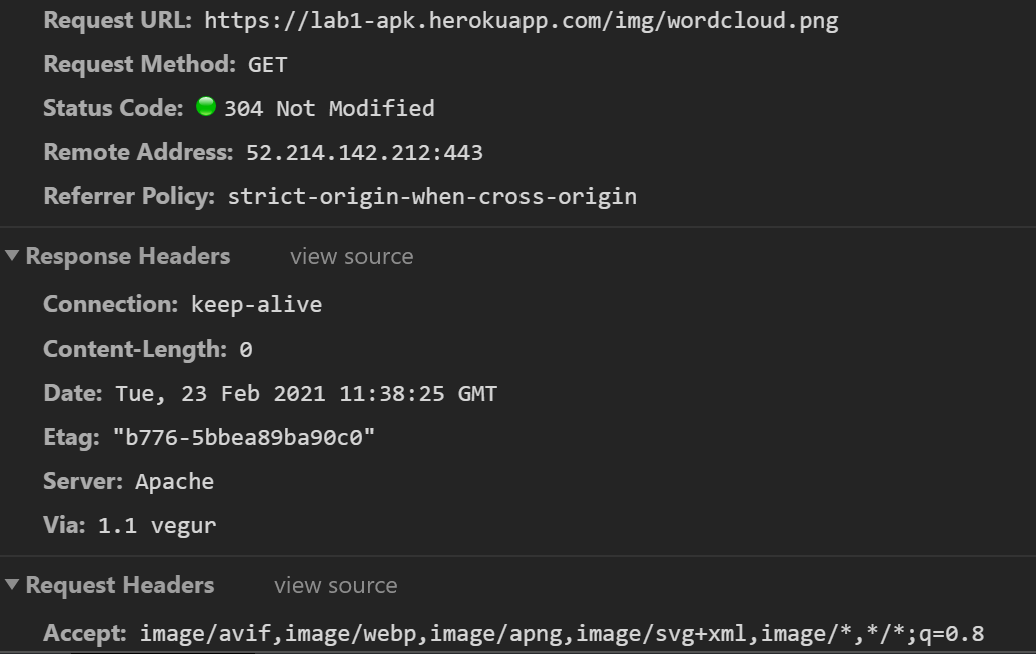 Request URL: https://lab1-apk.herokuapp.com/img/wordcloud.png
Request Method: GET
Status Code: 304 Not Modified
Remote Address: 52.214.142.212:443
Referrer Policy: strict-origin-when-cross-origin
Response Headers view source
Connection: keep-alive
Content-Length: 0
Date: Tue, 23 Feb 2021 11:38:25 GMT
Etag: "b776-5bbea89ba90c0"
Server: Apache
Via: 1.1 vegur
Request Headers view source
Accept: image/avif,image/webp,image/apng,image/svg+xml,image/*,*/*;q=0.8